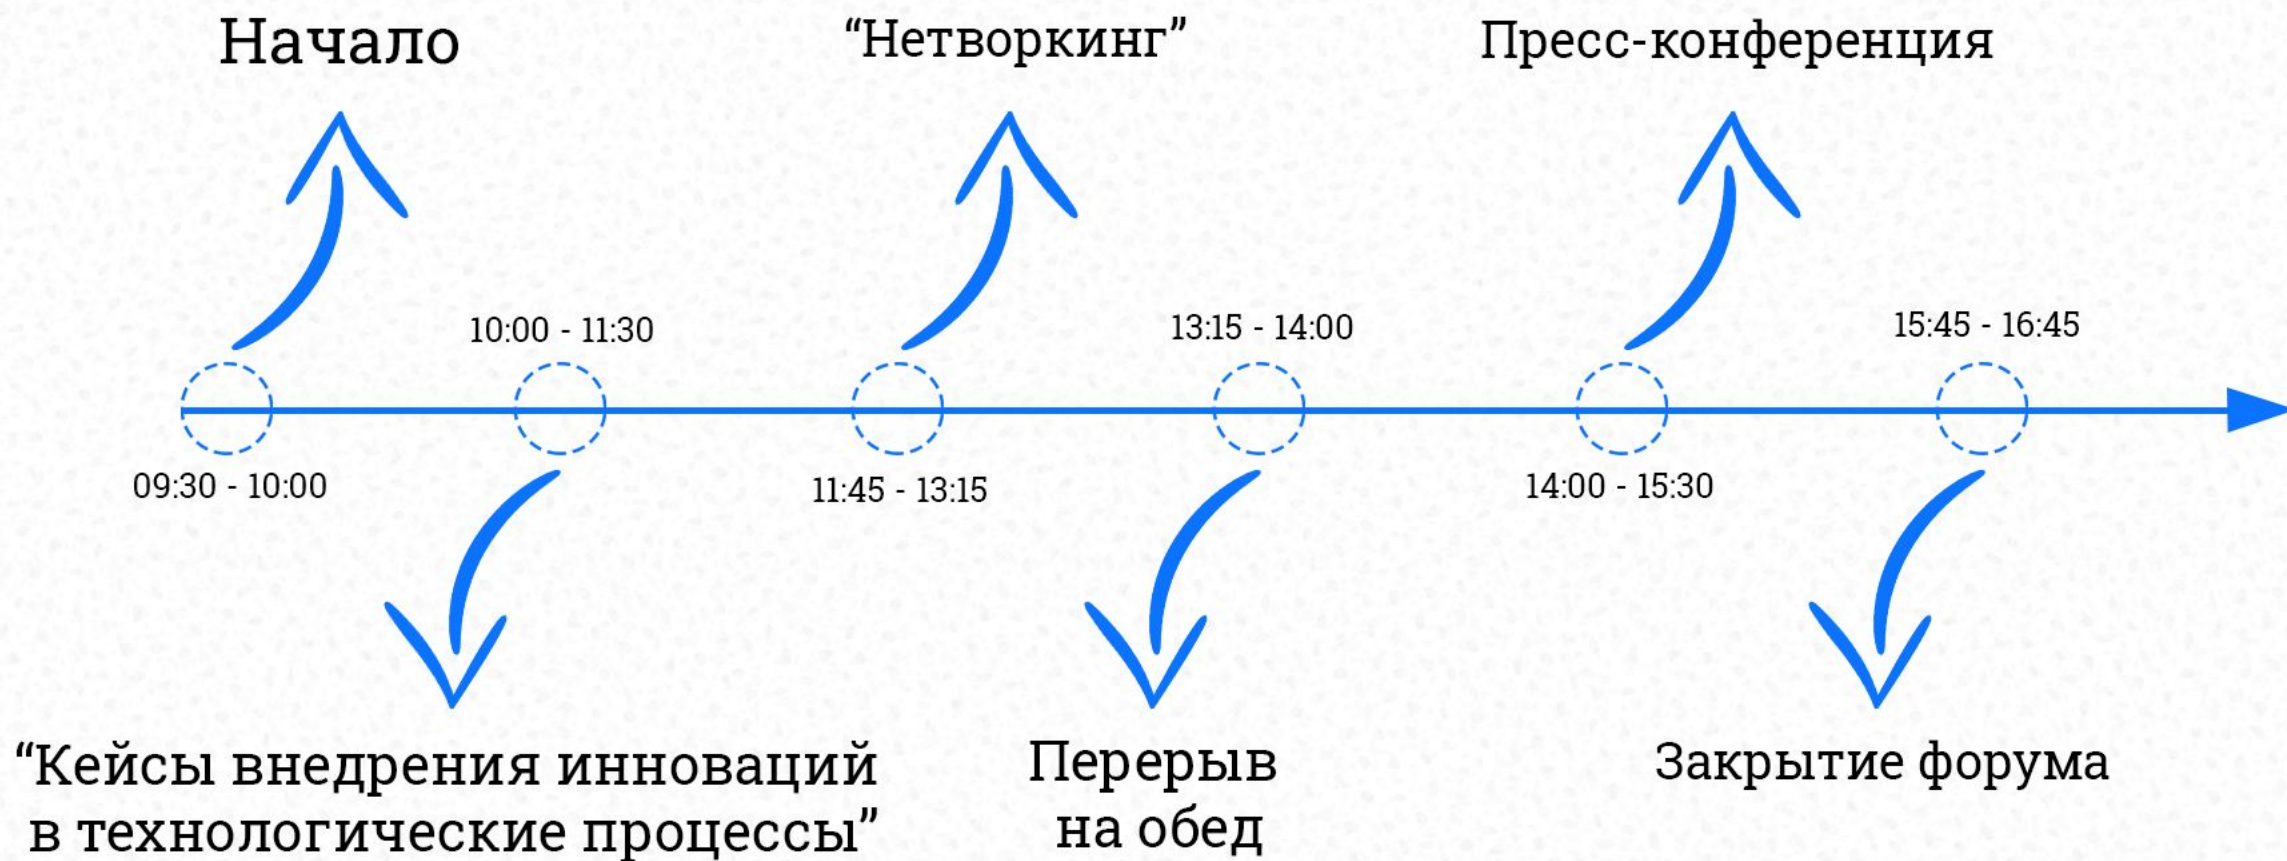 Начало
“Нетворкинг”
Пресс-конференция
10:00 - 11:30
13:15 - 14:00
15:45 - 16:45
09:30 - 10:00
11:45 - 13:15
14:00 - 15:30
“Кейсы внедрения инноваций
в технологические процессы”
Перерыв
на обед
Закрытие форума